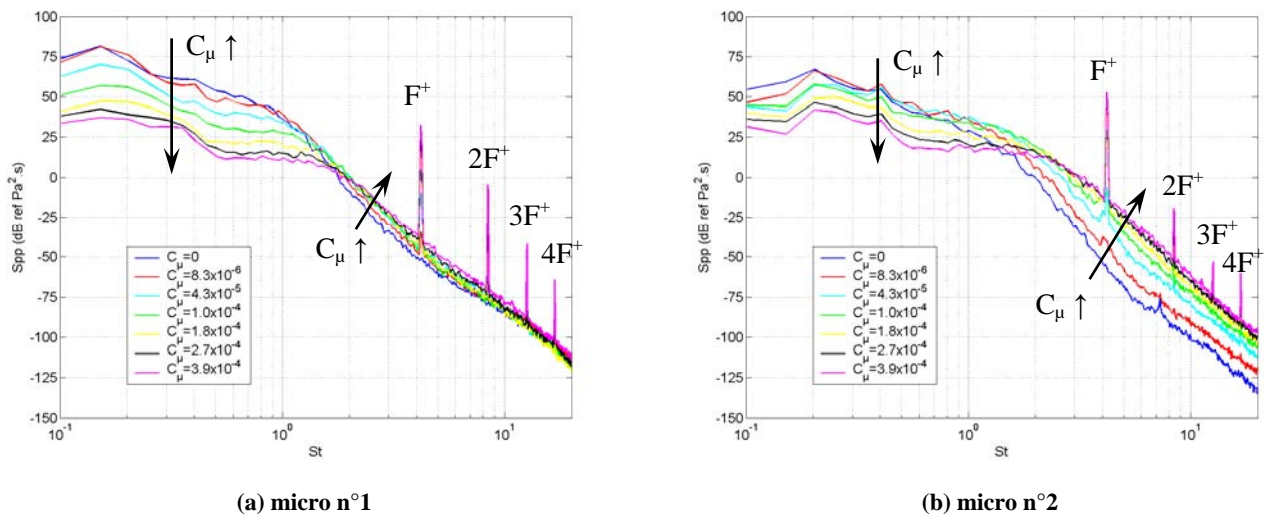 75
50
25
0
-25
-50
-75
-100
-125
-150
Spp (dB ref Pa².s)
C_μ ↑
F⁺
2F⁺
3F⁺
4F⁺
C_μ ↑
C_μ=0
C_μ=8.3x10⁻⁶
C_μ=4.3x10⁻⁵
C_μ=1.0x10⁻⁴
C_μ=1.8x10⁻⁴
C_μ=2.7x10⁻⁴
C_μ=3.9x10⁻⁴
10⁻¹ 10⁰ 10¹
St
(a) micro n°1
100
75
50
25
0
-25
-50
-75
-100
-125
-150
Spp (dB ref Pa².s)
C_μ ↑
F⁺
2F⁺
3F⁺
4F⁺
C_μ ↑
C_μ=0
C_μ=8.3x10⁻⁶
C_μ=4.3x10⁻⁵
C_μ=1.0x10⁻⁴
C_μ=1.8x10⁻⁴
C_μ=2.7x10⁻⁴
C_μ=3.9x10⁻⁴
10⁻¹ 10⁰ 10¹
St
(b) micro n°2